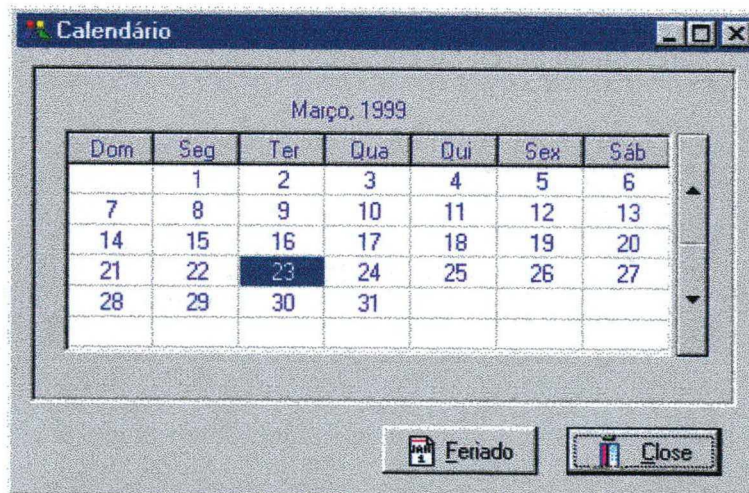 Calendário
Março, 1999
Dom Seg Ter Qua Qui Sex Sáb
1 2 3 4 5 6
7 8 9 10 11 12 13
14 15 16 17 18 19 20
21 22 23 24 25 26 27
28 29 30 31
JAN 1 Feriado Close